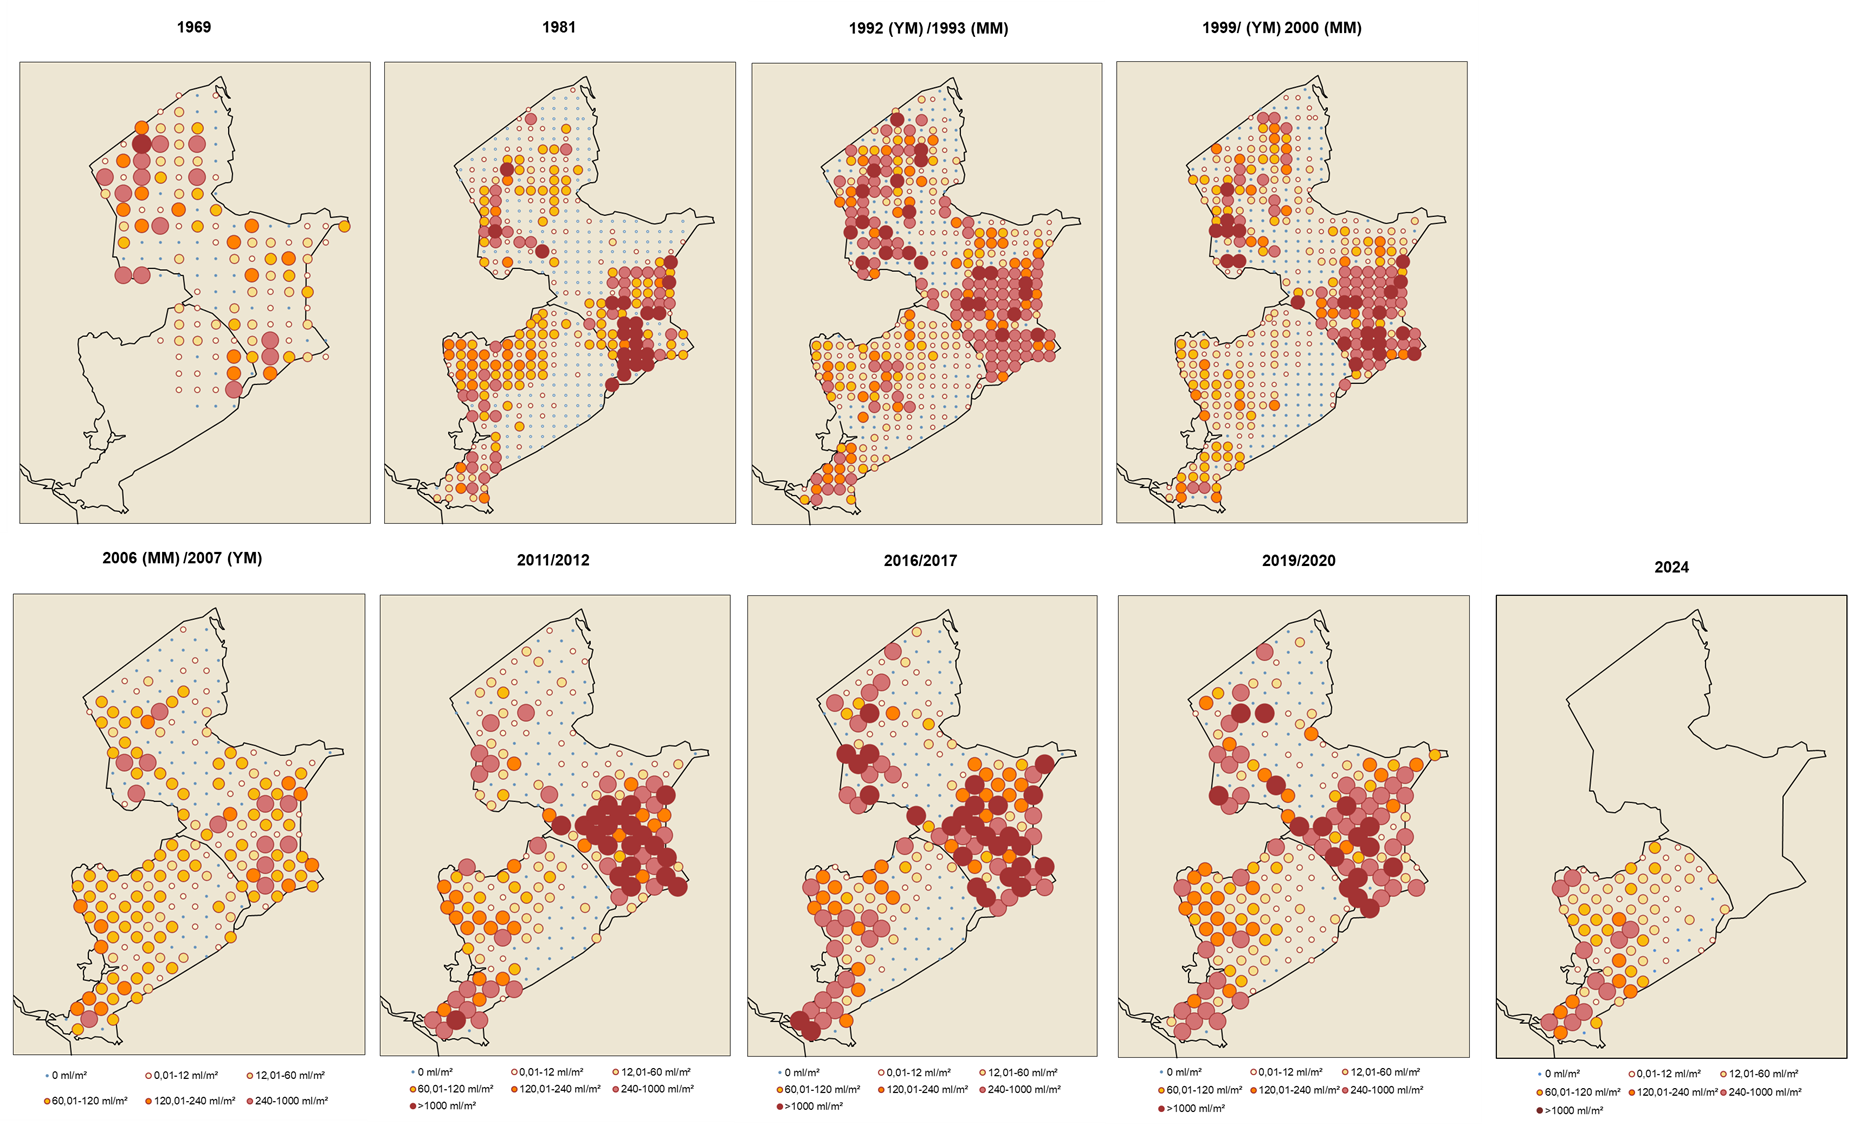 1969
1981
1992 (YM) /1993 (MM)
1999/ (YM) 2000 (MM)
2006 (MM) /2007 (YM)
2011/2012
2016/2017
2019/2020
2024
0 ml/m² 0,01-12 ml/m² 12,01-60 ml/m²
60,01-120 ml/m² 120,01-240 ml/m² 240-1000 ml/m²
0 ml/m² 0,01-12 ml/m² 12,01-60 ml/m²
60,01-120 ml/m² 120,01-240 ml/m² 240-1000 ml/m²
>1000 ml/m²
0 ml/m² 0,01-12 ml/m² 12,01-60 ml/m²
60,01-120 ml/m² 120,01-240 ml/m² 240-1000 ml/m²
>1000 ml/m²
0 ml/m² 0,01-12 ml/m² 12,01-60 ml/m²
60,01-120 ml/m² 120,01-240 ml/m² 240-1000 ml/m²
>1000 ml/m²
0 ml/m² 0,01-12 ml/m² 12,01-60 ml/m²
60,01-120 ml/m² 120,01-240 ml/m² 240-1000 ml/m²
>1000 ml/m²